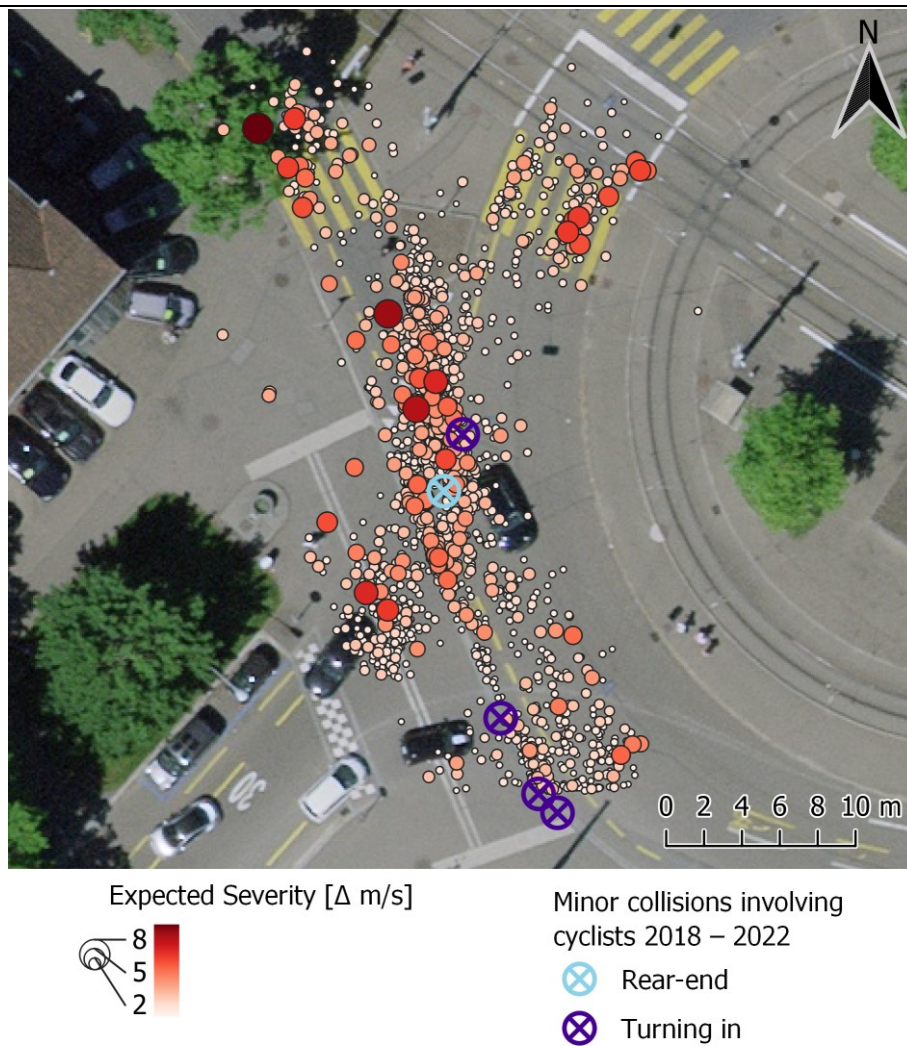 N
30
0 2 4 6 8 10 m
Expected Severity [Δ m/s]
8
5
2
Minor collisions involving
cyclists 2018 – 2022
Rear-end
Turning in